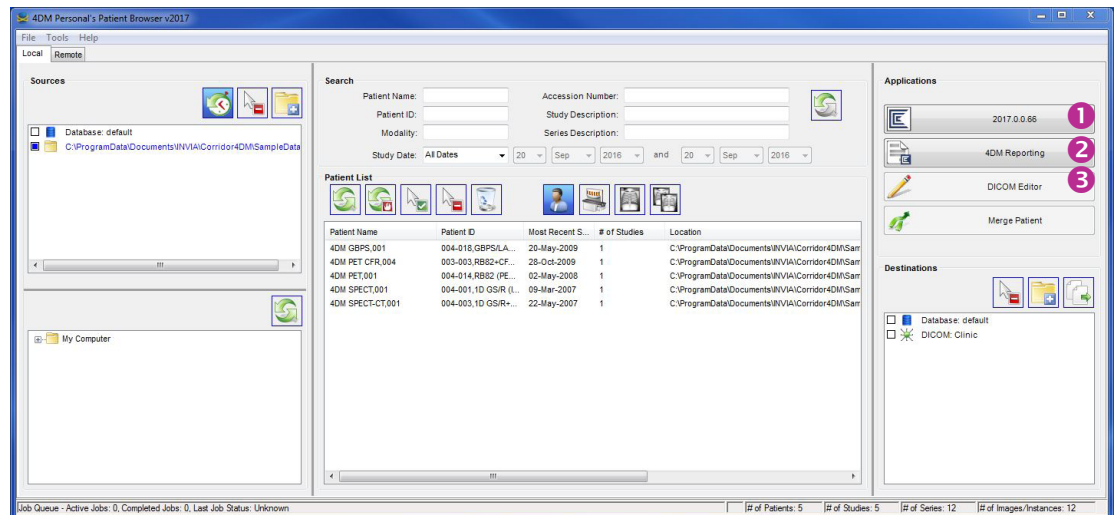 4DM Personal's Patient Browser v2017
File Tools Help
Local Remote
Sources
Database: default
C:\ProgramData\Documents\INVIA\Corridor4DM\SampleData
My Computer
Search
Patient Name: Accession Number:
Patient ID: Study Description:
Modality: Series Description:
Study Date: All Dates 20 Sep 2016 and 20 Sep 2016
Patient List
Patient Name Patient ID Most Recent S... # of Studies Location
4DM GBPS,001 004-018,GBPS/LA... 20-May-2009 1 C:\ProgramData\Documents\INVIA\Corridor4DM\Sam
4DM PET CFR,004 003-003,RB82+CF... 28-Oct-2009 1 C:\ProgramData\Documents\INVIA\Corridor4DM\Sam
4DM PET,001 004-014,RB82 (PE... 02-May-2008 1 C:\ProgramData\Documents\INVIA\Corridor4DM\Sam
4DM SPECT,001 004-001,1D GS/R (I... 09-Mar-2007 1 C:\ProgramData\Documents\INVIA\Corridor4DM\Sam
4DM SPECT-CT,001 004-003,1D GS/R+... 22-May-2007 1 C:\ProgramData\Documents\INVIA\Corridor4DM\Sam
Applications
2017.0.0.66 1
4DM Reporting 2
DICOM Editor 3
Merge Patient
Destinations
Database: default
DICOM: Clinic
Job Queue - Active Jobs: 0, Completed Jobs: 0, Last Job Status: Unknown # of Patients: 5 # of Studies: 5 # of Series: 12 # of Images/Instances: 12